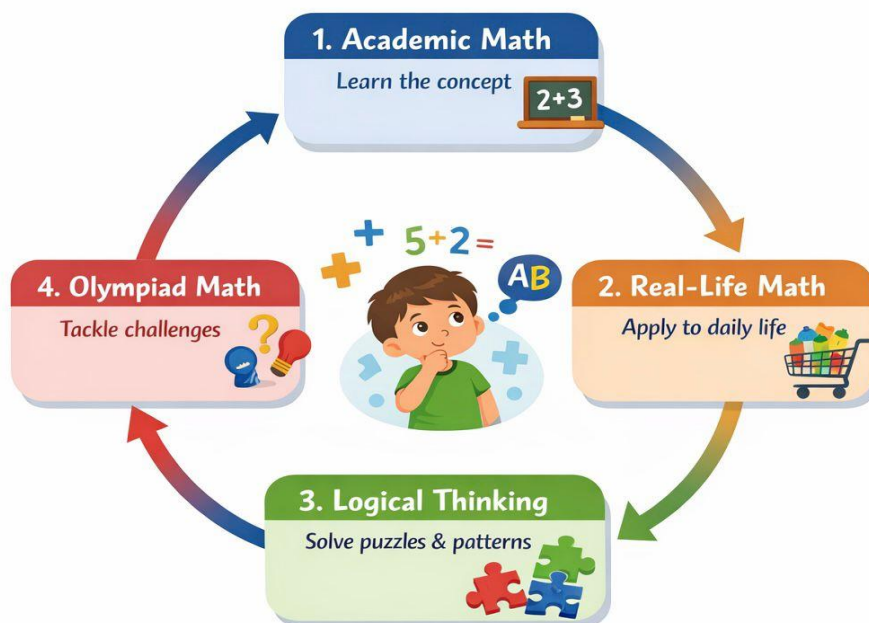 1. Academic Math
Learn the concept
2+3
5+2=
AB
4. Olympiad Math
Tackle challenges
?
2. Real-Life Math
Apply to daily life
3. Logical Thinking
Solve puzzles & patterns